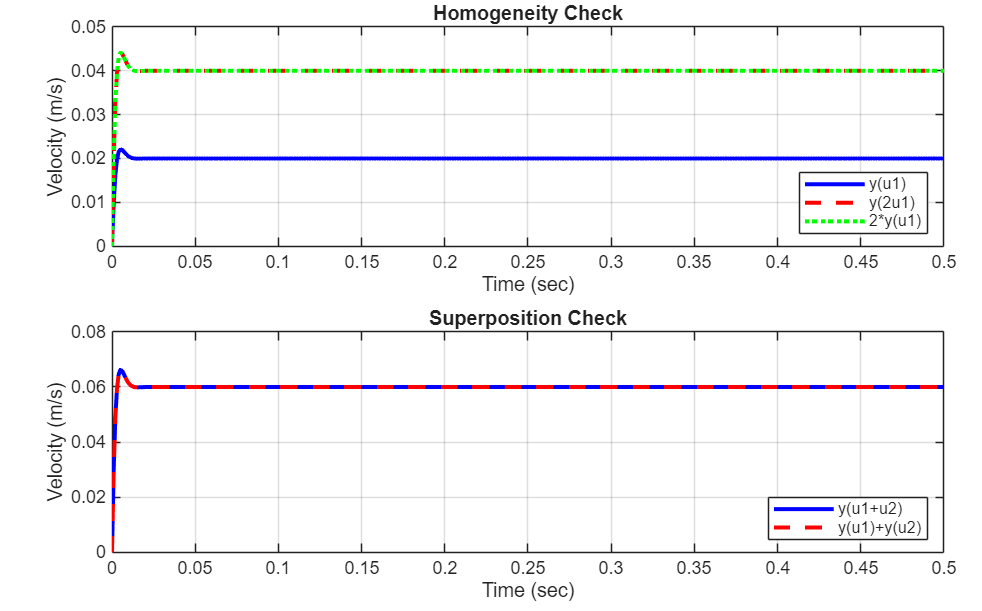 Homogeneity Check
0.05
0.04
0.03
0.02
0.01
0
Velocity (m/s)
y(u1)
y(2u1)
2*y(u1)
0 0.05 0.1 0.15 0.2 0.25 0.3 0.35 0.4 0.45 0.5
Time (sec)
Superposition Check
0.08
0.06
0.04
0.02
0
Velocity (m/s)
y(u1+u2)
y(u1)+y(u2)
0 0.05 0.1 0.15 0.2 0.25 0.3 0.35 0.4 0.45 0.5
Time (sec)